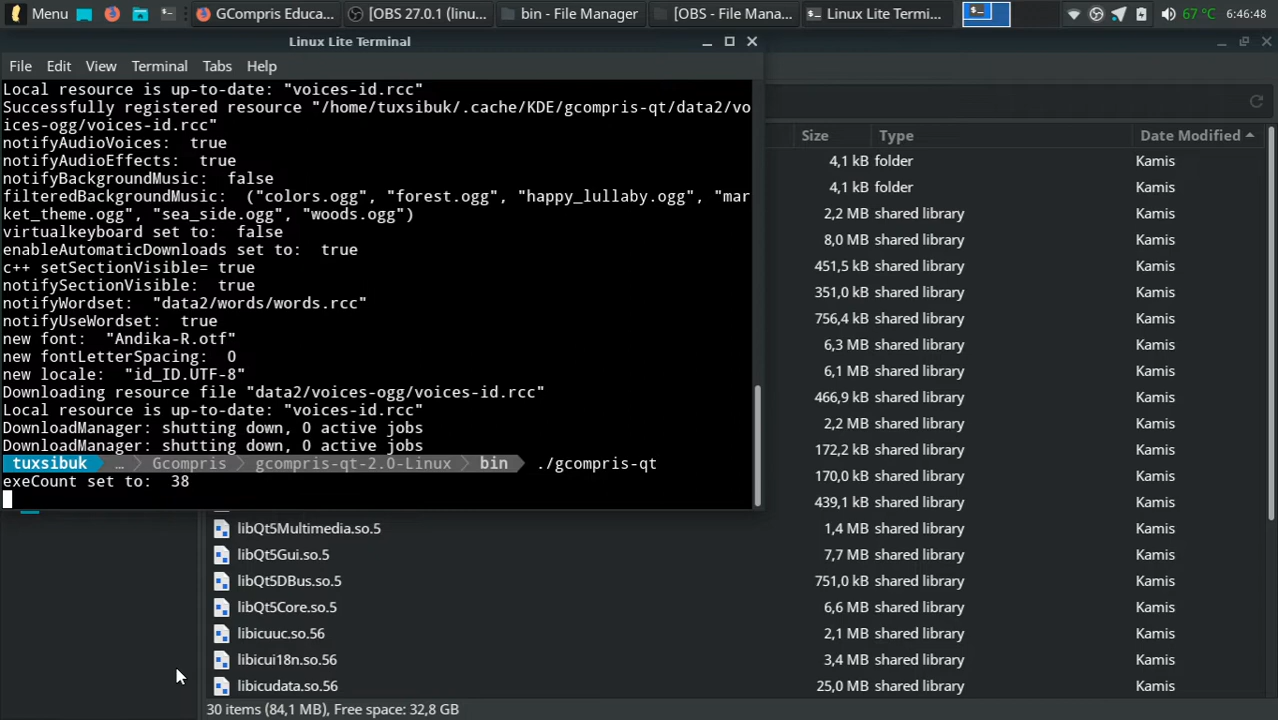 Menu
GCompris Educa...
[OBS 27.0.1 (linu...
bin - File Manager
[OBS - File Mana...
Linux Lite Termi...
67 °C
6:46:48
Linux Lite Terminal
File Edit View Terminal Tabs Help
Local resource is up-to-date: "voices-id.rcc"
Successfully registered resource "/home/tuxsibuk/.cache/KDE/gcompris-qt/data2/vo
ices-ogg/voices-id.rcc"
notifyAudioVoices:  true
notifyAudioEffects:  true
notifyBackgroundMusic:  false
filteredBackgroundMusic:  ("colors.ogg", "forest.ogg", "happy_lullaby.ogg", "mar
ket_theme.ogg", "sea_side.ogg", "woods.ogg")
virtualkeyboard set to:  false
enableAutomaticDownloads set to:  true
c++ setSectionVisible= true
notifySectionVisible:  true
notifyWordset:  "data2/words/words.rcc"
notifyUseWordset:  true
new font:  "Andika-R.otf"
new fontLetterSpacing:  0
new locale:  "id_ID.UTF-8"
Downloading resource file "data2/voices-ogg/voices-id.rcc"
Local resource is up-to-date: "voices-id.rcc"
DownloadManager: shutting down, 0 active jobs
DownloadManager: shutting down, 0 active jobs
tuxsibuk … Gcompris gcompris-qt-2.0-Linux bin ./gcompris-qt
exeCount set to:  38
Size Type Date Modified
4,1 kB folder Kamis
4,1 kB folder Kamis
2,2 MB shared library Kamis
8,0 MB shared library Kamis
451,5 kB shared library Kamis
351,0 kB shared library Kamis
756,4 kB shared library Kamis
6,3 MB shared library Kamis
6,1 MB shared library Kamis
466,9 kB shared library Kamis
2,2 MB shared library Kamis
172,2 kB shared library Kamis
170,0 kB shared library Kamis
439,1 kB shared library Kamis
libQt5Multimedia.so.5 1,4 MB shared library Kamis
libQt5Gui.so.5 7,7 MB shared library Kamis
libQt5DBus.so.5 751,0 kB shared library Kamis
libQt5Core.so.5 6,6 MB shared library Kamis
libicuuc.so.56 2,1 MB shared library Kamis
libicui18n.so.56 3,4 MB shared library Kamis
libicudata.so.56 25,0 MB shared library Kamis
30 items (84,1 MB), Free space: 32,8 GB